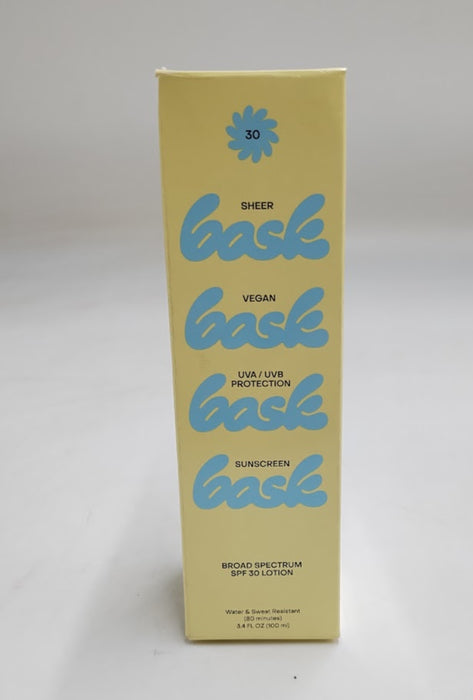 30
SHEER
bask
VEGAN
bask
UVA / UVB
PROTECTION
bask
SUNSCREEN
bask
BROAD SPECTRUM
SPF 30 LOTION
Water & Sweat Resistant
(80 minutes)
3.4 FL OZ (100 ml)